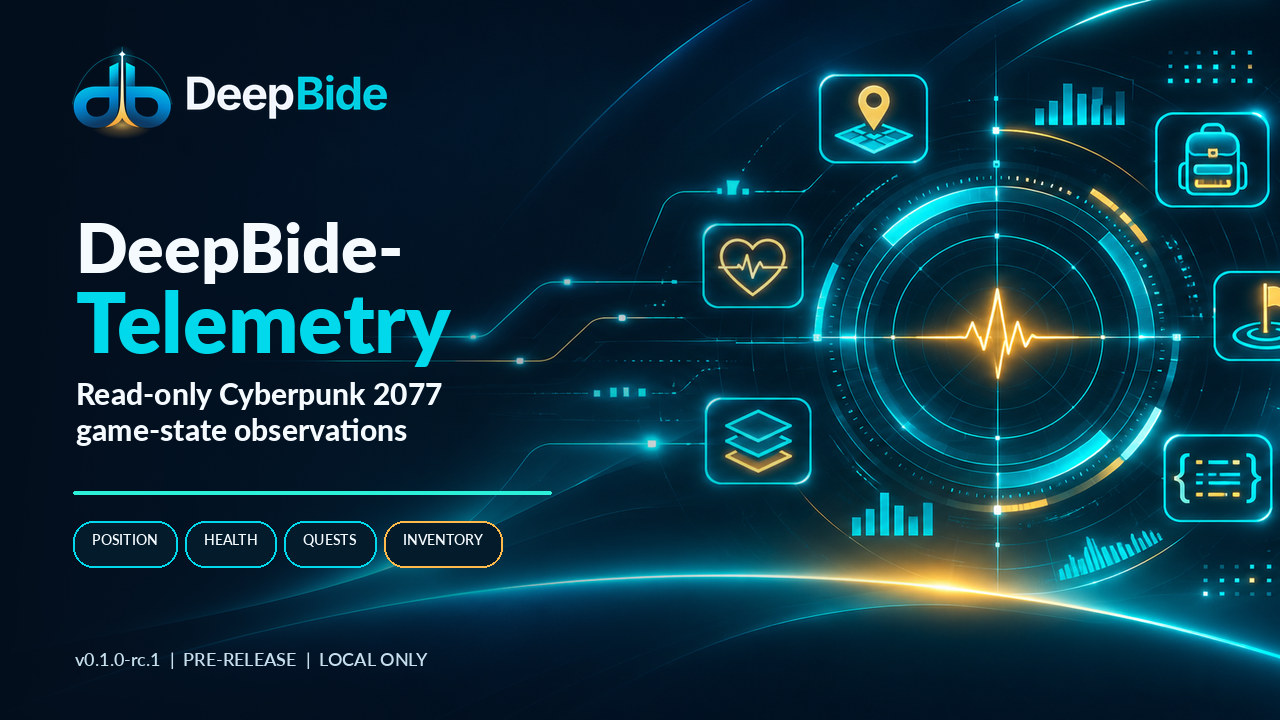 DeepBide
DeepBide-
Telemetry
Read-only Cyberpunk 2077
game-state observations
POSITION HEALTH QUESTS INVENTORY
v0.1.0-rc.1 | PRE-RELEASE | LOCAL ONLY